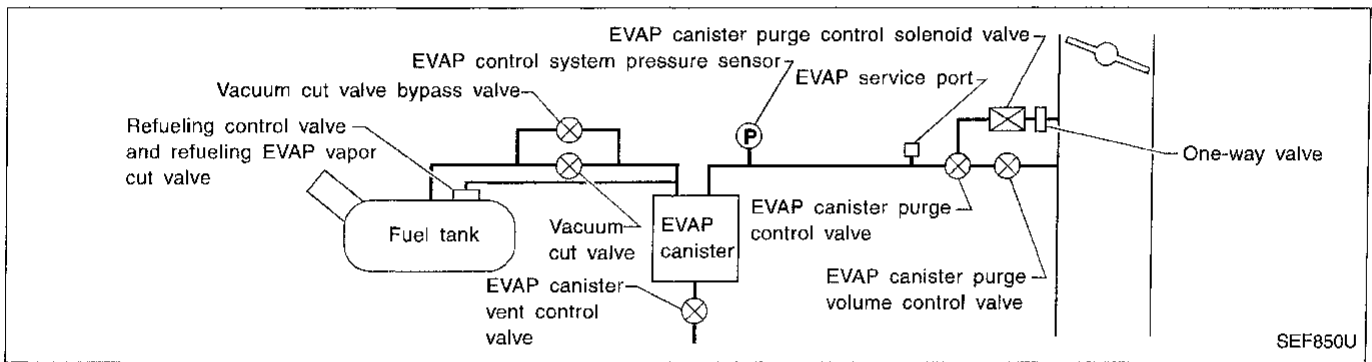 EVAP canister purge control solenoid valve
EVAP control system pressure sensor
EVAP service port
Vacuum cut valve bypass valve
Refueling control valve
and refueling EVAP vapor
cut valve
P
One-way valve
Fuel tank
Vacuum
cut valve
EVAP
canister
EVAP canister purge
control valve
EVAP canister
vent control
valve
EVAP canister purge
volume control valve
SEF850U